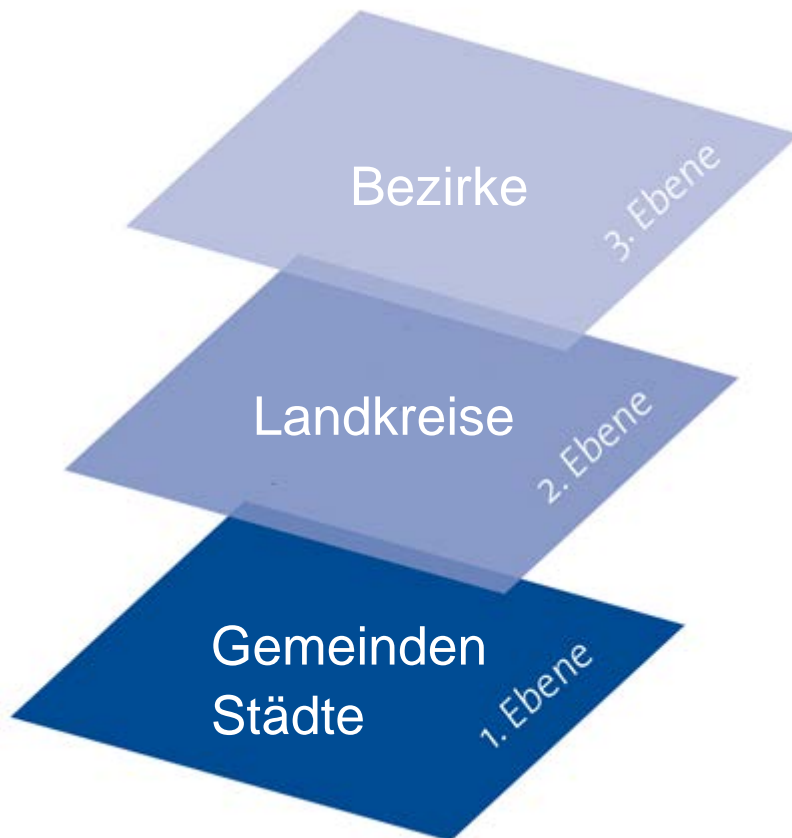 Bezirke
3. Ebene
Landkreise
2. Ebene
Gemeinden
Städte
1. Ebene